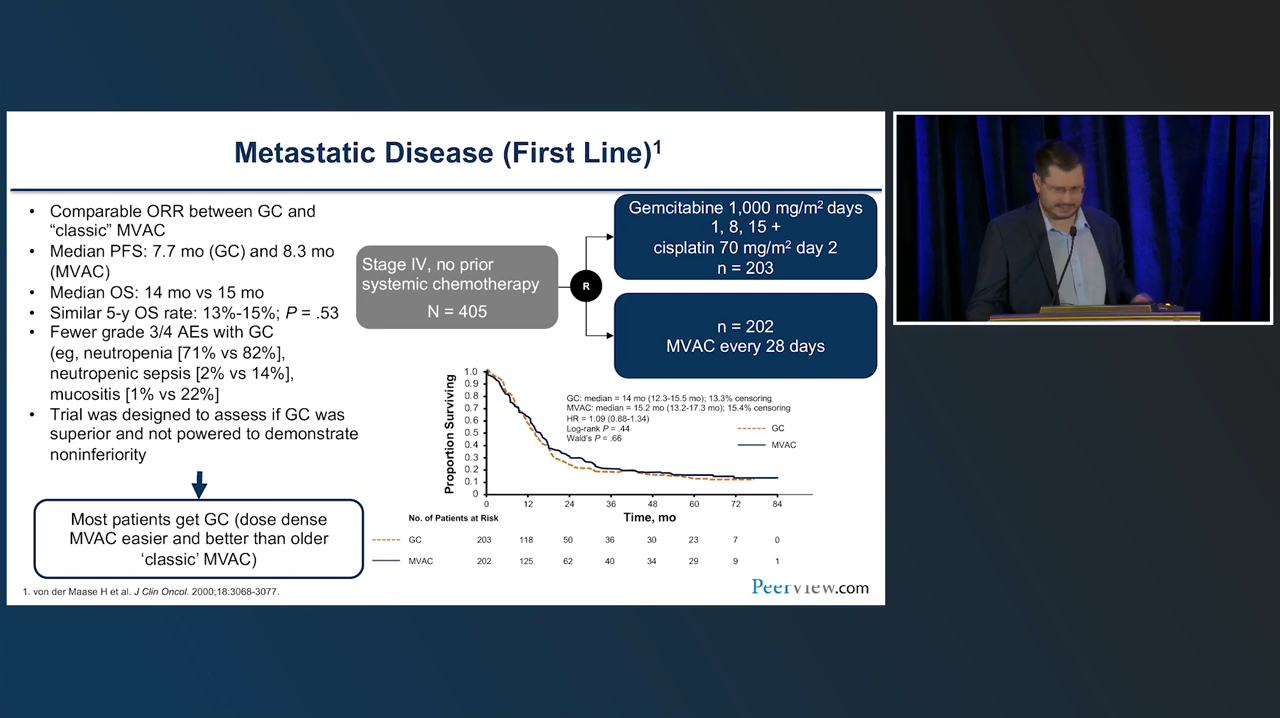 Metastatic Disease (First Line)¹
• Comparable ORR between GC and
“classic” MVAC
• Median PFS: 7.7 mo (GC) and 8.3 mo
(MVAC)
• Median OS: 14 mo vs 15 mo
• Similar 5-y OS rate: 13%-15%; P = .53
• Fewer grade 3/4 AEs with GC
(eg, neutropenia [71% vs 82%],
neutropenic sepsis [2% vs 14%],
mucositis [1% vs 22%]
• Trial was designed to assess if GC was
superior and not powered to demonstrate
noninferiority
Most patients get GC (dose dense
MVAC easier and better than older
‘classic’ MVAC)
Stage IV, no prior
systemic chemotherapy
N = 405
R
Gemcitabine 1,000 mg/m² days
1, 8, 15 +
cisplatin 70 mg/m² day 2
n = 203
n = 202
MVAC every 28 days
Proportion Surviving
1.0
0.9
0.8
0.7
0.6
0.5
0.4
0.3
0.2
0.1
0
GC: median = 14 mo (12.3-15.5 mo); 13.3% censoring
MVAC: median = 15.2 mo (13.2-17.3 mo); 15.4% censoring
HR = 1.09 (0.88-1.34)
Log-rank P = .44
Wald’s P = .66
GC
MVAC
0 12 24 36 48 60 72 84
Time, mo
No. of Patients at Risk
GC 203 118 50 36 30 23 7 0
MVAC 202 125 62 40 34 29 9 1
1. von der Maase H et al. J Clin Oncol. 2000;18:3068-3077.
PeerView.com